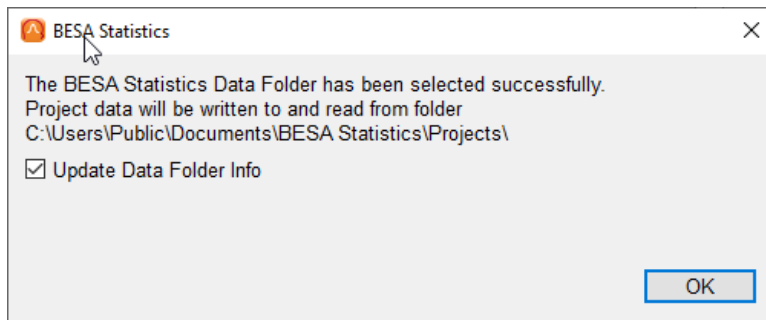 BESA Statistics
The BESA Statistics Data Folder has been selected successfully.
Project data will be written to and read from folder
C:\Users\Public\Documents\BESA Statistics\Projects\
Update Data Folder Info
OK